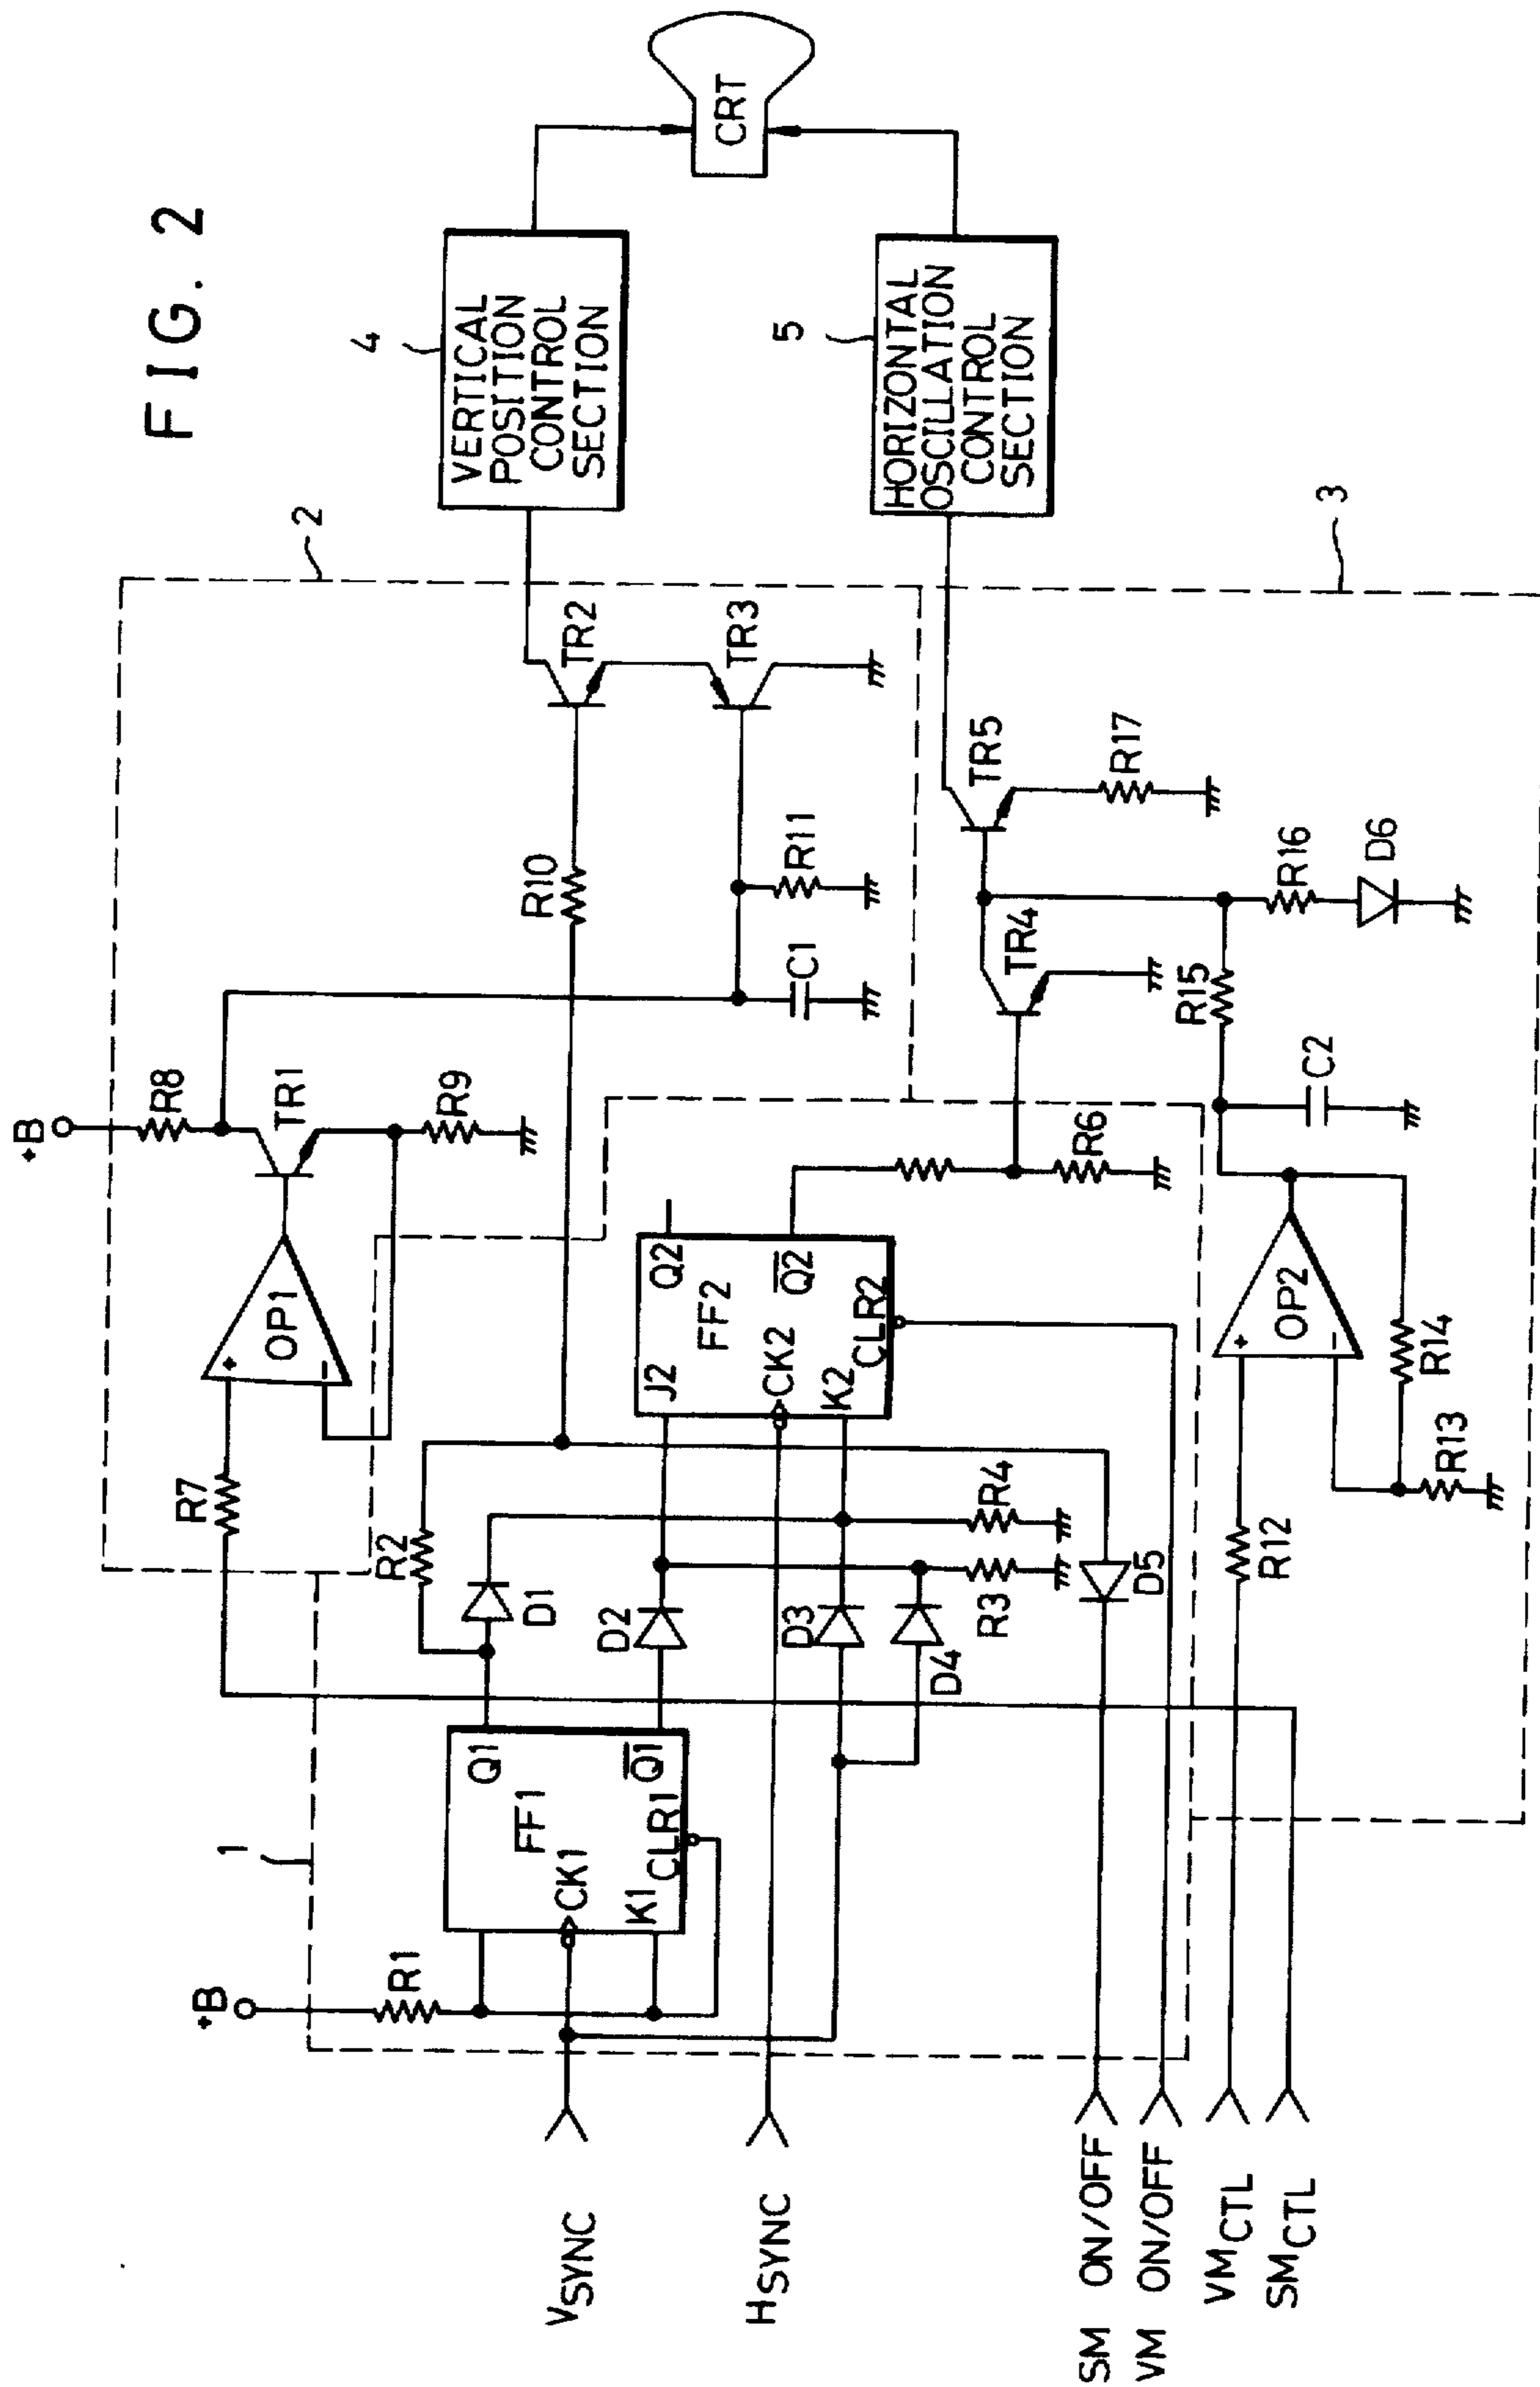 FIG. 2
+B
R8
TR1
R9
OP1
+
-
R7
2
TR2
TR3
R10
R11
C1
4
VERTICAL
POSITION
CONTROL
SECTION
5
HORIZONTAL
OSCILLATION
CONTROL
SECTION
CRT
1
+B
R1
FF1
Q1
Q1
CK1
K1
CLR1
R2
D1
D2
D3
D4
R3
R4
D5
FF2
J2
CK2
K2
Q2
Q2
CLR2
R6
3
TR4
TR5
R17
R15
R16
D6
C2
OP2
+
-
R12
R13
R14
VSYNC
HSYNC
SM ON/OFF
VM ON/OFF
VMCTL
SMCTL